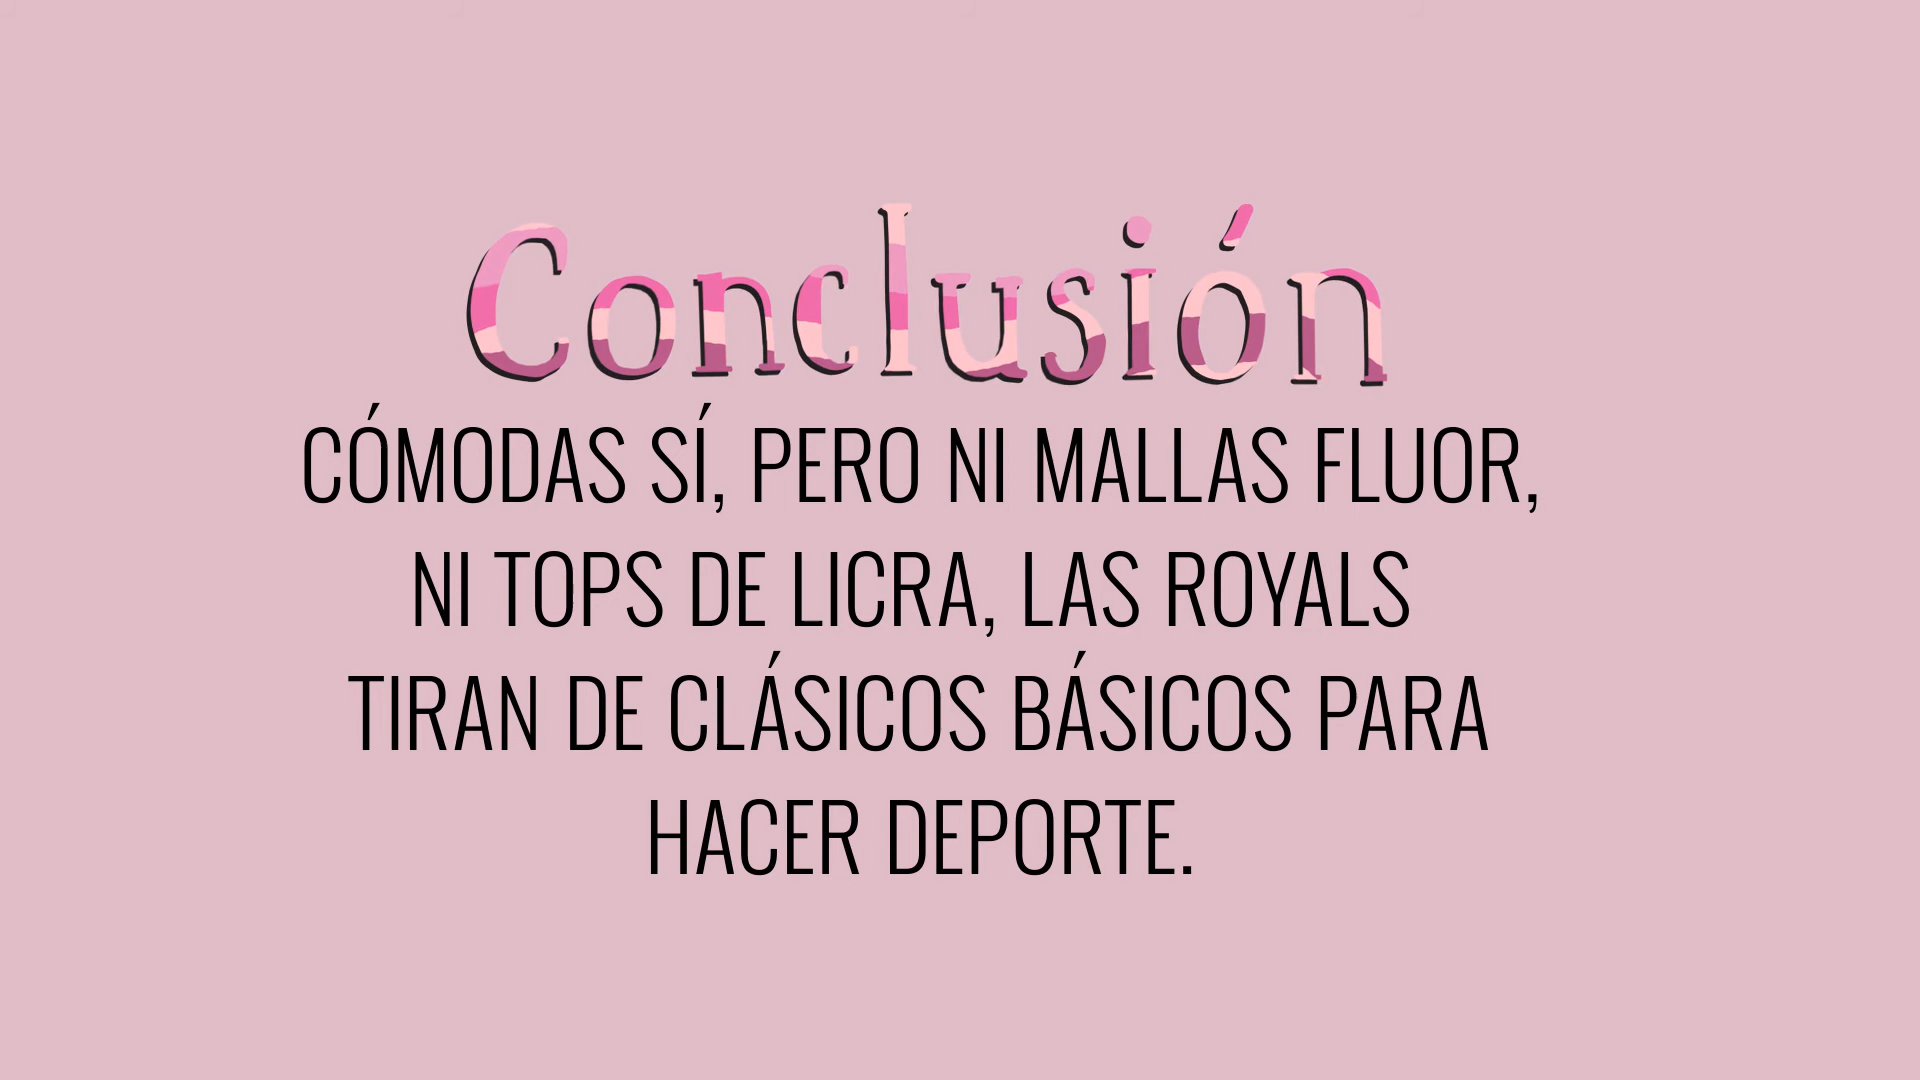 Conclusión
CÓMODAS SÍ, PERO NI MALLAS FLUOR,
NI TOPS DE LICRA, LAS ROYALS
TIRAN DE CLÁSICOS BÁSICOS PARA
HACER DEPORTE.